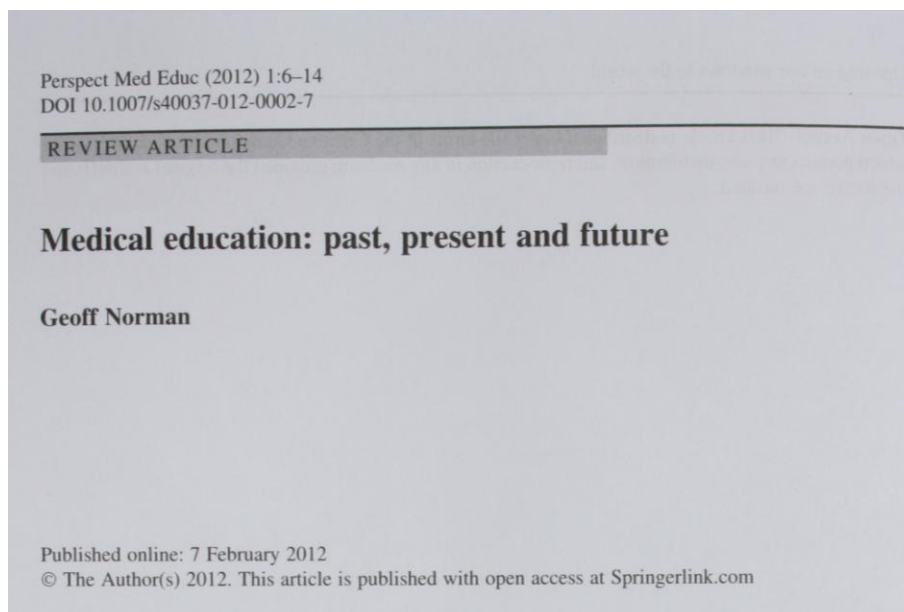 Perspect Med Educ (2012) 1:6–14
DOI 10.1007/s40037-012-0002-7
REVIEW ARTICLE
Medical education: past, present and future
Geoff Norman
Published online: 7 February 2012
© The Author(s) 2012. This article is published with open access at Springerlink.com